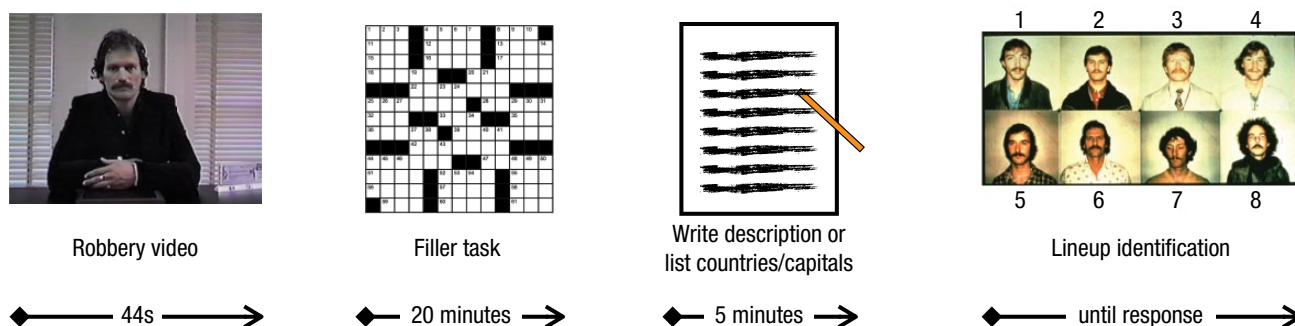 1 2 3 4
5 6 7 8
Robbery video
Filler task
Write description or
list countries/capitals
Lineup identification
44s
20 minutes
5 minutes
until response